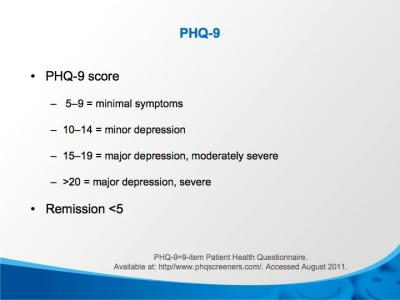 PHQ-9
• PHQ-9 score
– 5–9 = minimal symptoms
– 10–14 = minor depression
– 15–19 = major depression, moderately severe
– >20 = major depression, severe
• Remission <5
PHQ-9=9-item Patient Health Questionnaire.
Available at: http//www.phqscreeners.com/. Accessed August 2011.